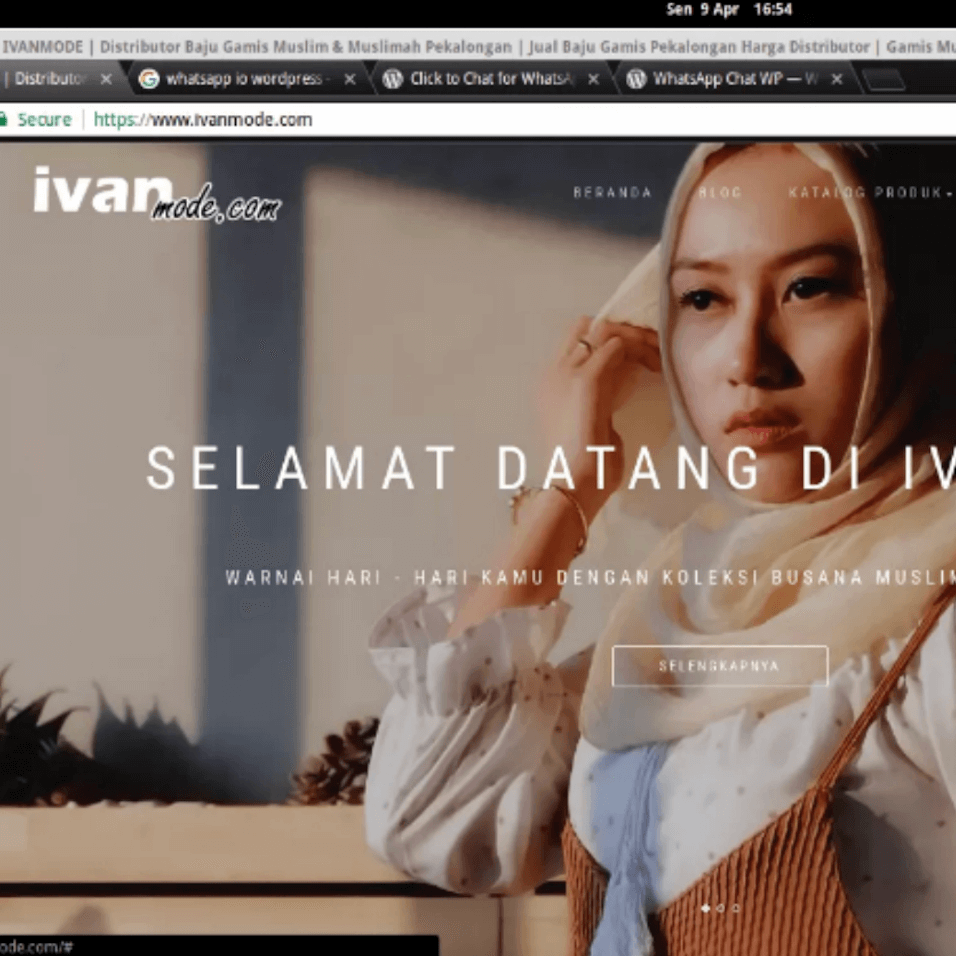 Sen 9 Apr 16:54
IVANMODE | Distributor Baju Gamis Muslim & Muslimah Pekalongan | Jual Baju Gamis Pekalongan Harga Distributor | Gamis Mu
| Distributor
whatsapp io wordpress -
Click to Chat for WhatsA
WhatsApp Chat WP — W
Secure
https://www.ivanmode.com
ivan
mode.com
BERANDA BLOG KATALOG PRODUK
SELAMAT DATANG DI IV
WARNAI HARI - HARI KAMU DENGAN KOLEKSI BUSANA MUSLIM
SELENGKAPNYA
ode.com/#